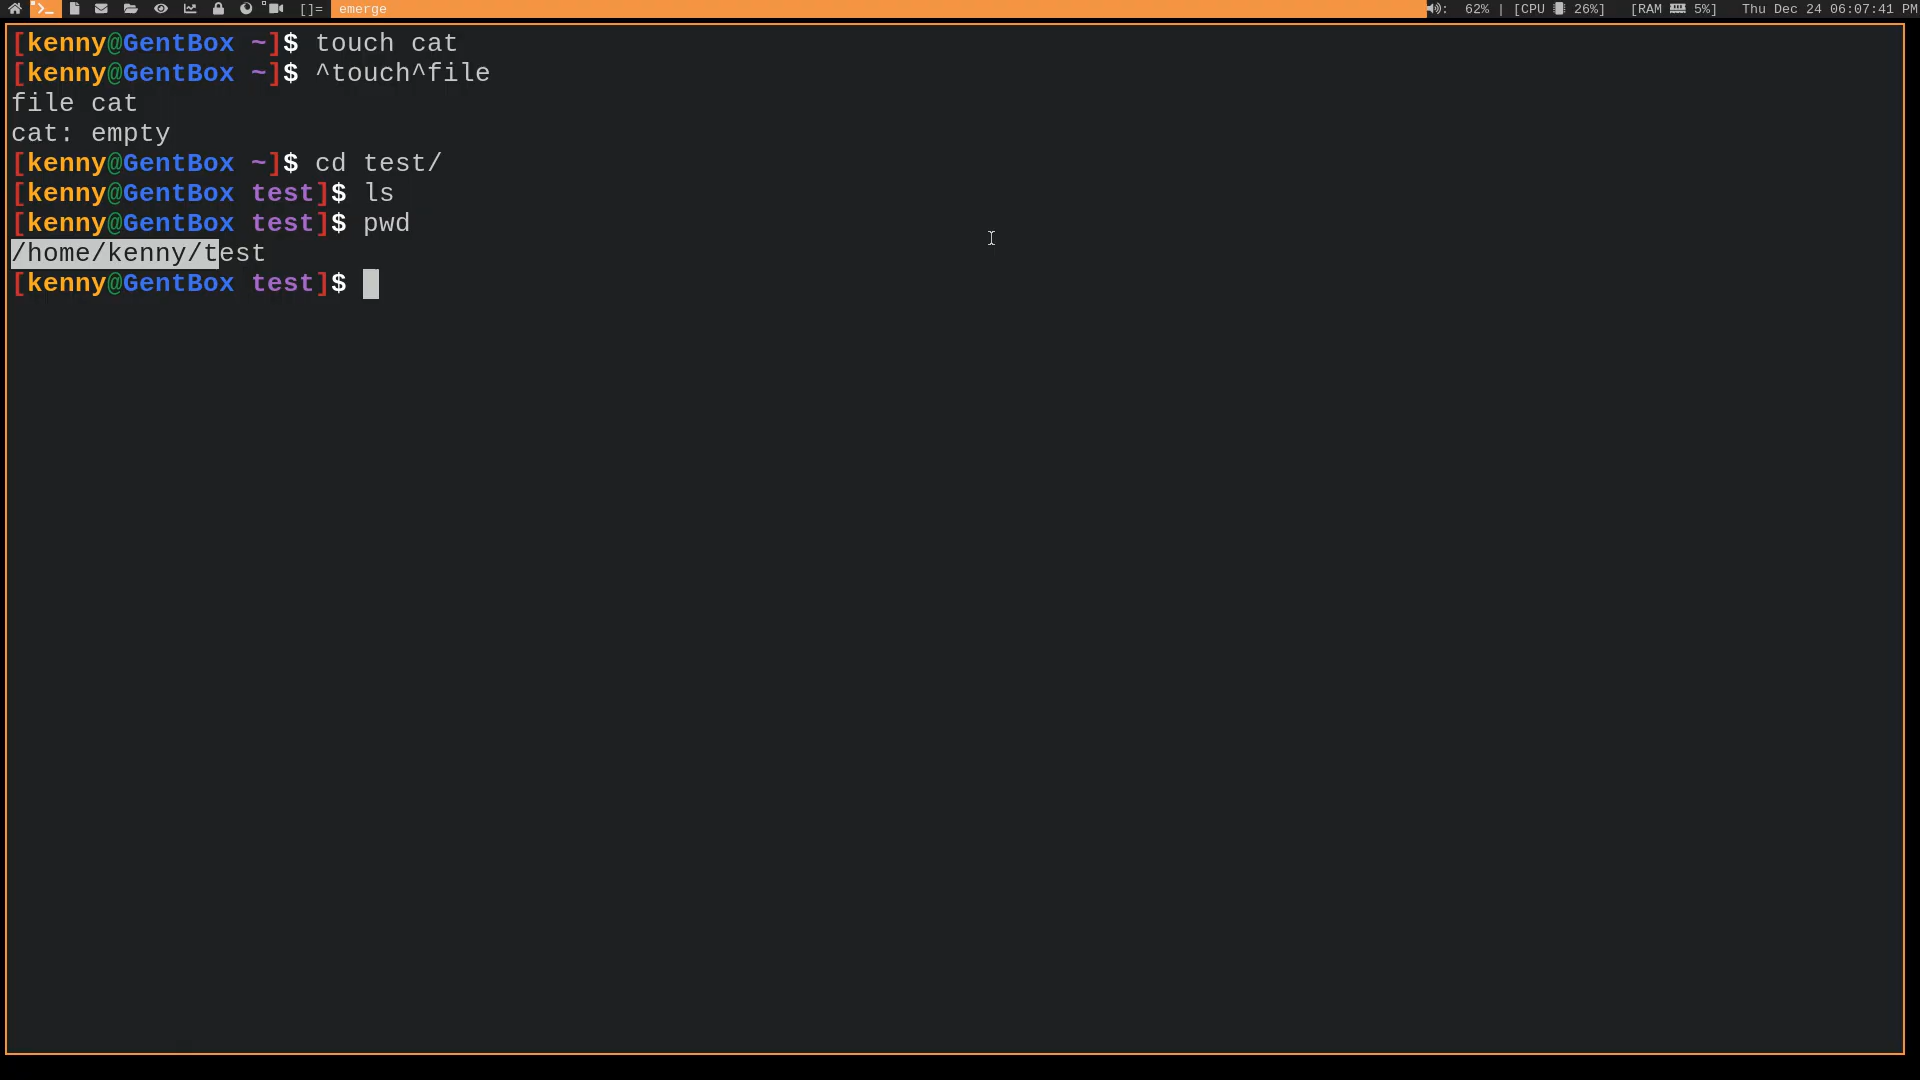 []= emerge : 62% | [CPU 26%] [RAM 5%] Thu Dec 24 06:07:41 PM
[kenny@GentBox ~]$ touch cat
[kenny@GentBox ~]$ ^touch^file
file cat
cat: empty
[kenny@GentBox ~]$ cd test/
[kenny@GentBox test]$ ls
[kenny@GentBox test]$ pwd
/home/kenny/test
[kenny@GentBox test]$